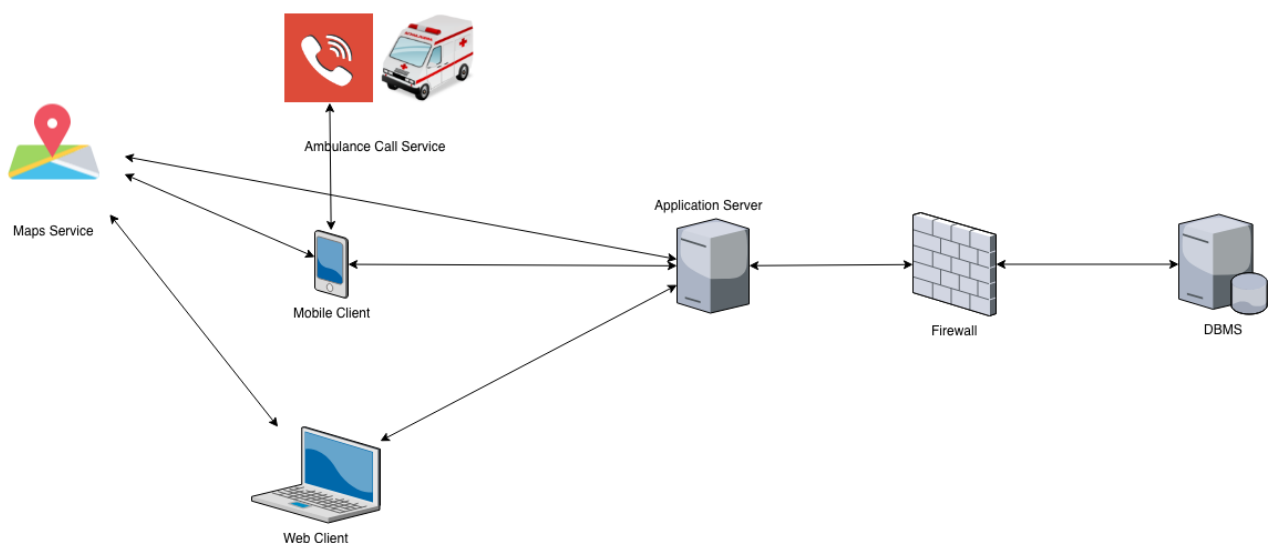 Ambulance Call Service
Maps Service
Application Server
Mobile Client
Firewall
DBMS
Web Client